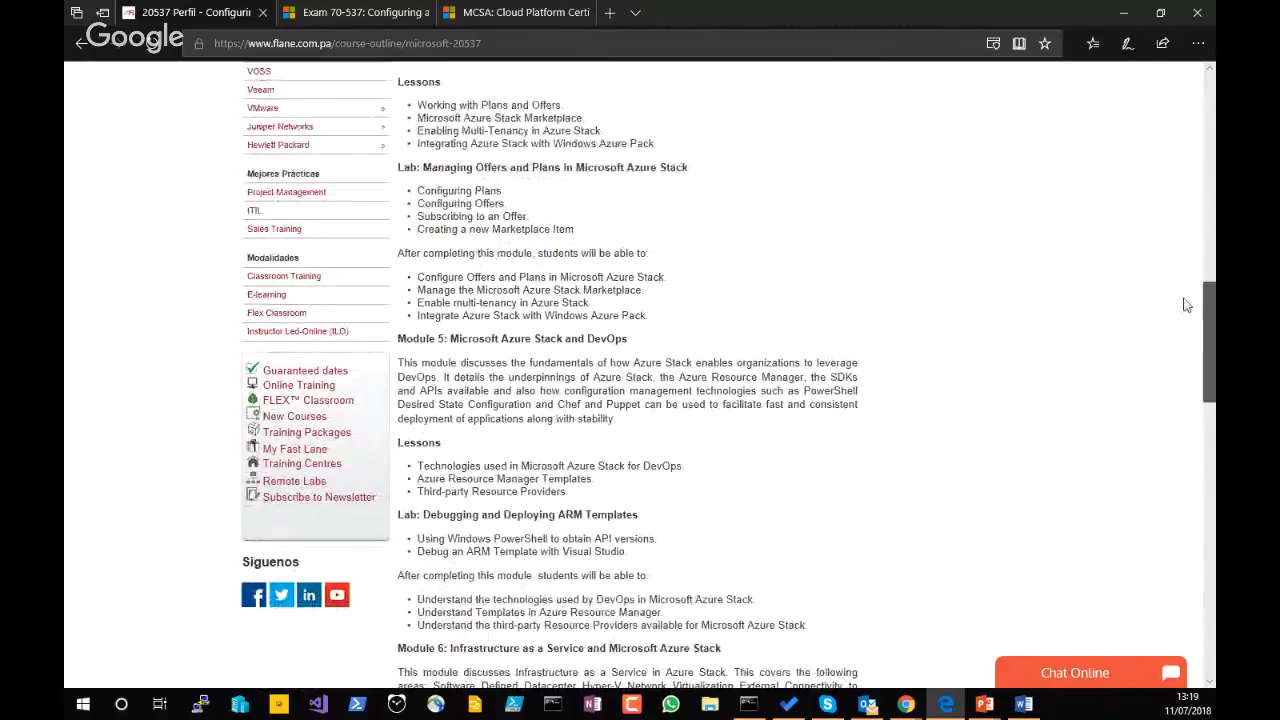 20537 Perfil - Configurin
Exam 70-537: Configuring a
MCSA: Cloud Platform Certi
Google
https://www.flane.com.pa/course-outline/microsoft-20537
VOSS
Veeam
VMware
Juniper Networks
Hewlett Packard
Mejores Prácticas
Project Management
ITIL
Sales Training
Modalidades
Classroom Training
E-learning
Flex Classroom
Instructor Led-Online (ILO)
Guaranteed dates
Online Training
FLEX™ Classroom
New Courses
Training Packages
My Fast Lane
Training Centres
Remote Labs
Subscribe to Newsletter
Siguenos
Lessons
• Working with Plans and Offers.
• Microsoft Azure Stack Marketplace.
• Enabling Multi-Tenancy in Azure Stack.
• Integrating Azure Stack with Windows Azure Pack.
Lab: Managing Offers and Plans in Microsoft Azure Stack
• Configuring Plans.
• Configuring Offers.
• Subscribing to an Offer.
• Creating a new Marketplace Item
After completing this module, students will be able to:
• Configure Offers and Plans in Microsoft Azure Stack.
• Manage the Microsoft Azure Stack Marketplace.
• Enable multi-tenancy in Azure Stack
• Integrate Azure Stack with Windows Azure Pack.
Module 5: Microsoft Azure Stack and DevOps
This module discusses the fundamentals of how Azure Stack enables organizations to leverage
DevOps. It details the underpinnings of Azure Stack, the Azure Resource Manager, the SDKs
and APIs available and also how configuration management technologies such as PowerShell
Desired State Configuration and Chef and Puppet can be used to facilitate fast and consistent
deployment of applications along with stability.
Lessons
• Technologies used in Microsoft Azure Stack for DevOps.
• Azure Resource Manager Templates.
• Third-party Resource Providers.
Lab: Debugging and Deploying ARM Templates
• Using Windows PowerShell to obtain API versions.
• Debug an ARM Template with Visual Studio.
After completing this module, students will be able to:
• Understand the technologies used by DevOps in Microsoft Azure Stack.
• Understand Templates in Azure Resource Manager.
• Understand the third-party Resource Providers available for Microsoft Azure Stack.
Module 6: Infrastructure as a Service and Microsoft Azure Stack
This module discusses Infrastructure as a Service in Azure Stack. This covers the following
areas: Software Defined Datacenter Hyper-V Network Virtualization External Connectivity to
Chat Online
13:19
11/07/2018